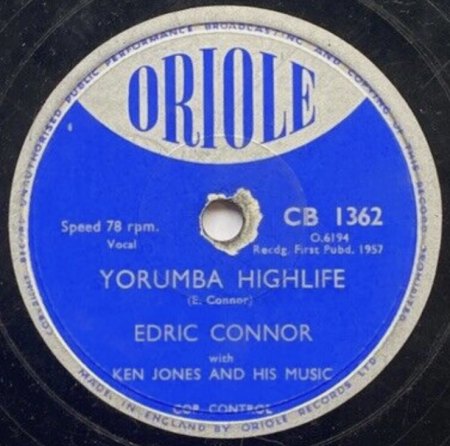 UNAUTHORISED PUBLIC PERFORMANCE BROADCASTING AND COPYING OF THIS RECORD
ORIOLE
Speed 78 rpm.
Vocal
CB 1362
O.6194
Recdg. First Pubd. 1957
YORUMBA HIGHLIFE
(E. Connor)
EDRIC CONNOR
with
KEN JONES AND HIS MUSIC
COP. CONTROL
MADE IN ENGLAND BY ORIOLE RECORDS LTD.